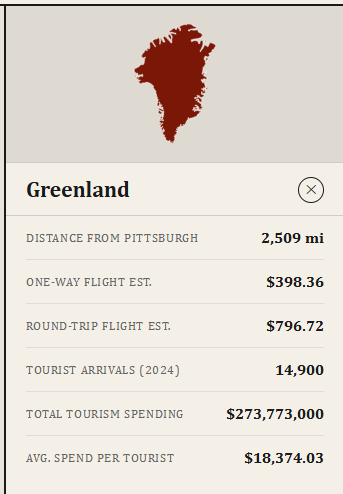 Greenland
DISTANCE FROM PITTSBURGH 2,509 mi
ONE-WAY FLIGHT EST. $398.36
ROUND-TRIP FLIGHT EST. $796.72
TOURIST ARRIVALS (2024) 14,900
TOTAL TOURISM SPENDING $273,773,000
AVG. SPEND PER TOURIST $18,374.03